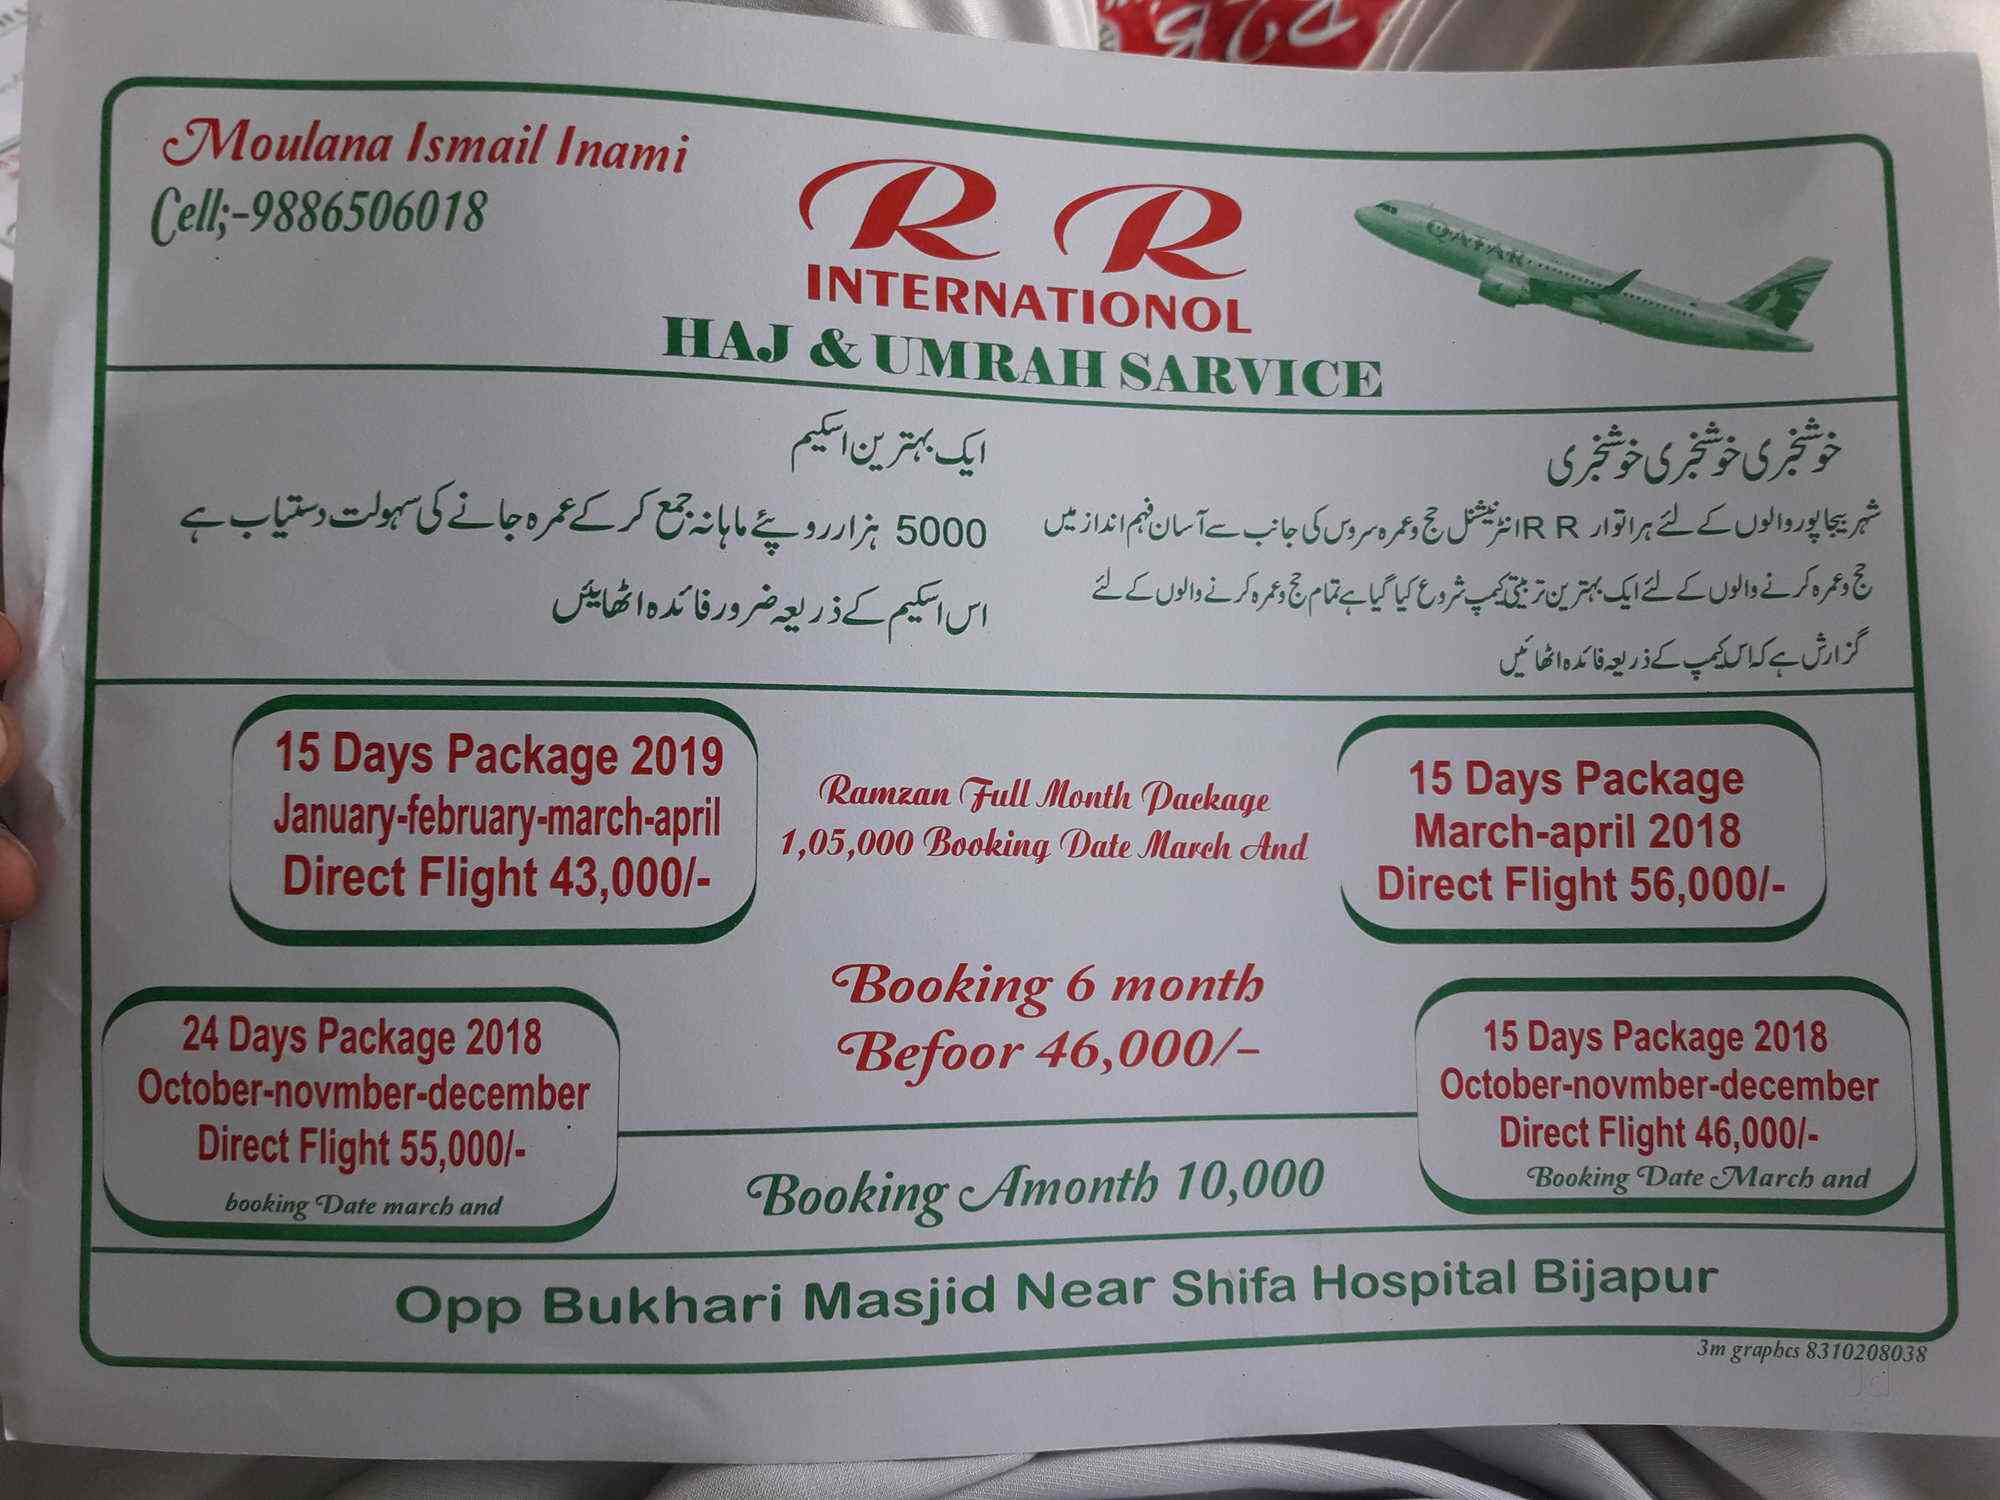 Moulana Ismail Inami
Cell;-9886506018
R R
INTERNATIONOL
HAJ & UMRAH SARVICE
QATAR
خوشخبری خوشخبری خوشخبری
شہر بیجاپور والوں کے لئے ہر اتوار R R انٹرنیشنل حج و عمرہ سروس کی جانب سے آسان فہم انداز میں
حج و عمرہ کرنے والوں کے لئے ایک بہترین تربیتی کیمپ شروع کیا گیا ہے تمام حج و عمرہ کرنے والوں کے لئے
گزارش ہے کہ اس کیمپ کے ذریعہ فائدہ اٹھائیں
ایک بہترین اسکیم
5000 ہزار روپئے ماہانہ جمع کر کے عمرہ جانے کی سہولت دستیاب ہے
اس اسکیم کے ذریعہ ضرور فائدہ اٹھایئں
15 Days Package 2019
January-february-march-april
Direct Flight 43,000/-
Ramzan Full Month Package
1,05,000 Booking Date March And
15 Days Package
March-april 2018
Direct Flight 56,000/-
24 Days Package 2018
October-novmber-december
Direct Flight 55,000/-
booking Date march and
Booking 6 month
Befoor 46,000/-
15 Days Package 2018
October-novmber-december
Direct Flight 46,000/-
Booking Date March and
Booking Amonth 10,000
Opp Bukhari Masjid Near Shifa Hospital Bijapur
3m graphcs 8310208038
Jd